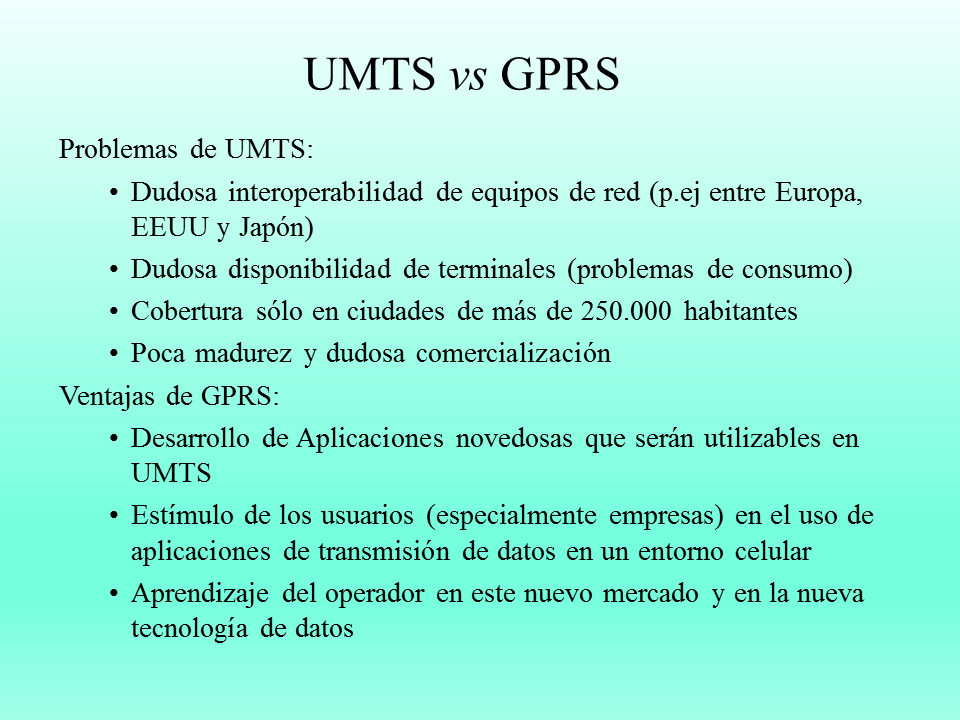 UMTS vs GPRS
Problemas de UMTS:
• Dudosa interoperabilidad de equipos de red (p.ej entre Europa,
EEUU y Japón)
• Dudosa disponibilidad de terminales (problemas de consumo)
• Cobertura sólo en ciudades de más de 250.000 habitantes
• Poca madurez y dudosa comercialización
Ventajas de GPRS:
• Desarrollo de Aplicaciones novedosas que serán utilizables en
UMTS
• Estímulo de los usuarios (especialmente empresas) en el uso de
aplicaciones de transmisión de datos en un entorno celular
• Aprendizaje del operador en este nuevo mercado y en la nueva
tecnología de datos